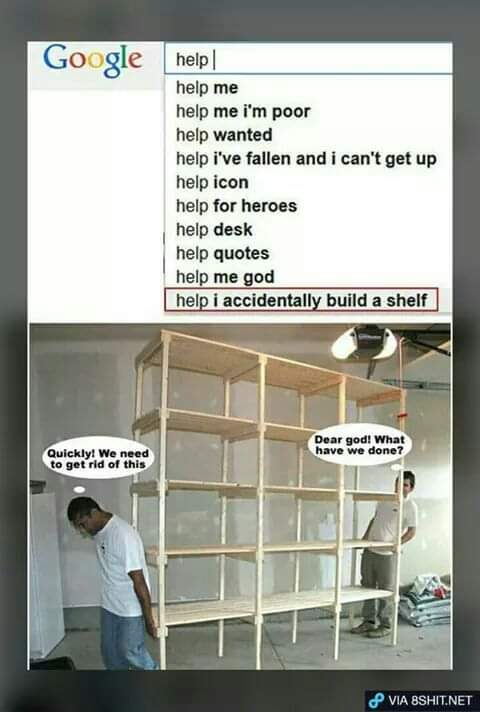 Google
help
help me
help me i'm poor
help wanted
help i've fallen and i can't get up
help icon
help for heroes
help desk
help quotes
help me god
help i accidentally build a shelf
Quickly! We need
to get rid of this
Dear god! What
have we done?
VIA 8SHIT.NET